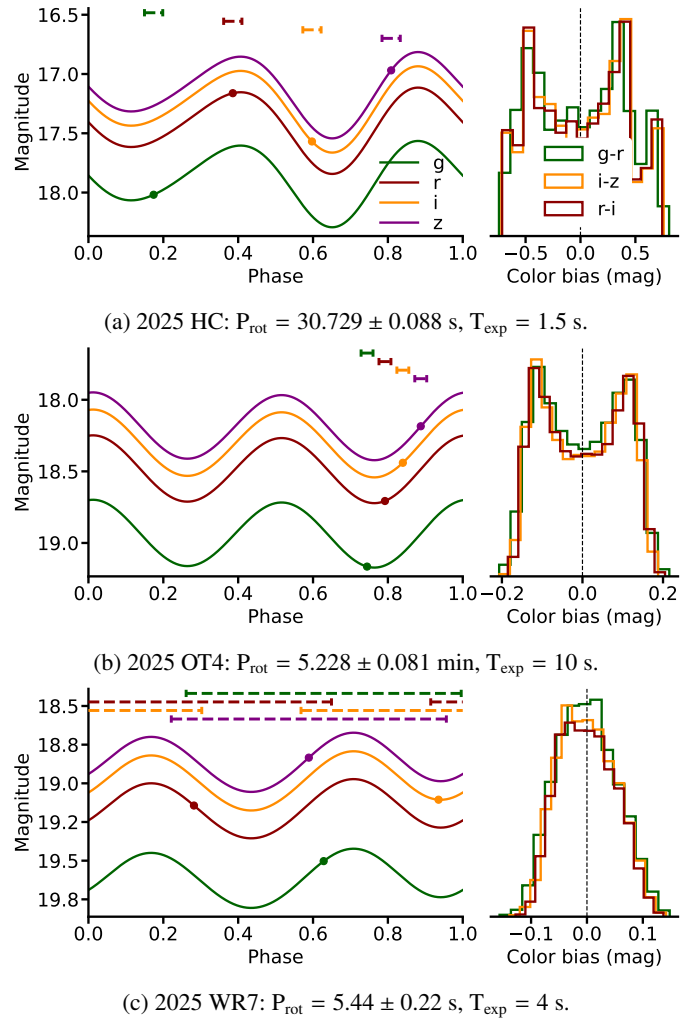 16.5
17.0
17.5
18.0
Magnitude
0.0 0.2 0.4 0.6 0.8 1.0
Phase
g
r
i
z
g-r
i-z
r-i
−0.5 0.0 0.5
Color bias (mag)
(a) 2025 HC: P_rot = 30.729 ± 0.088 s, T_exp = 1.5 s.
18.0
18.5
19.0
Magnitude
0.0 0.2 0.4 0.6 0.8 1.0
Phase
−0.2 0.0 0.2
Color bias (mag)
(b) 2025 OT4: P_rot = 5.228 ± 0.081 min, T_exp = 10 s.
18.5
18.8
19.0
19.2
19.5
19.8
Magnitude
0.0 0.2 0.4 0.6 0.8 1.0
Phase
−0.1 0.0 0.1
Color bias (mag)
(c) 2025 WR7: P_rot = 5.44 ± 0.22 s, T_exp = 4 s.